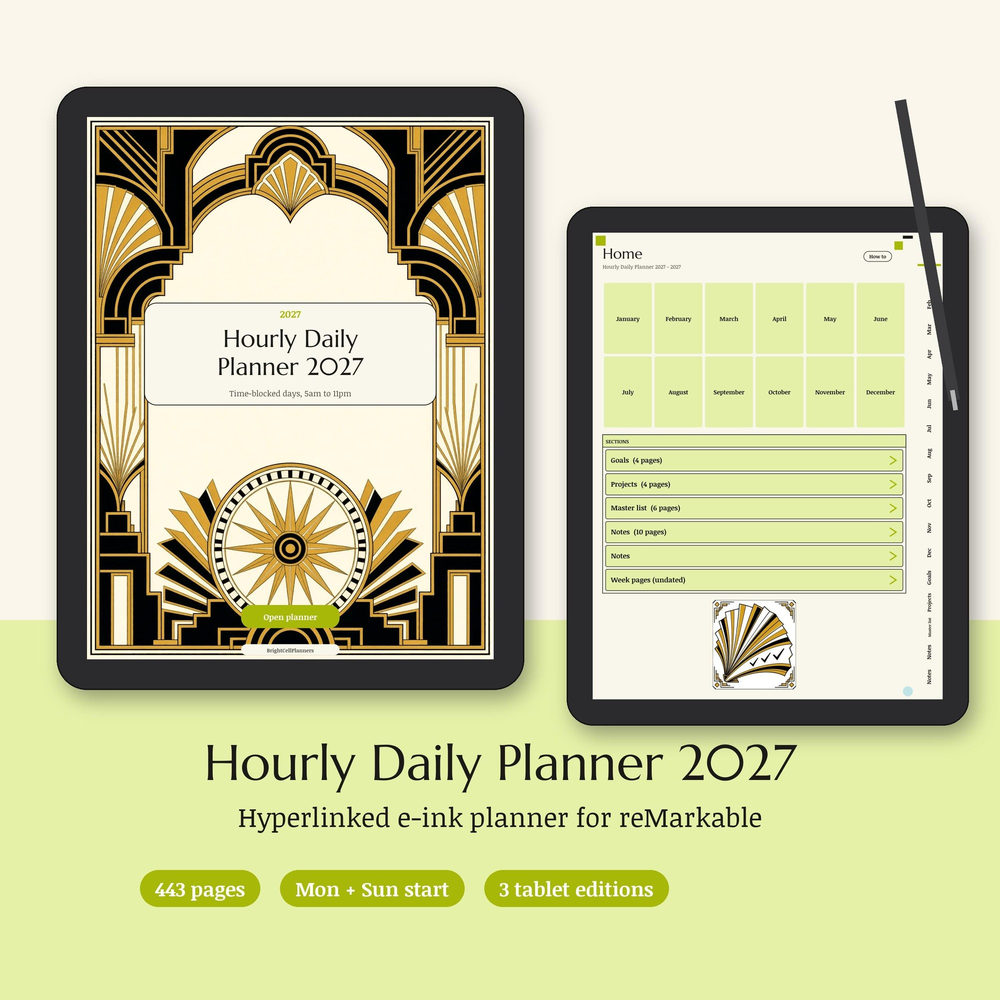 2027
Hourly Daily
Planner 2027
Time-blocked days, 5am to 11pm
Open planner
BrightCellPlanners
Home
Hourly Daily Planner 2027 - 2027
How to
January
February
March
April
May
June
July
August
September
October
November
December
SECTIONS
Goals (4 pages)
Projects (4 pages)
Master list (6 pages)
Notes (10 pages)
Notes
Week pages (undated)
Feb
Mar
Apr
May
Jun
Jul
Aug
Sep
Oct
Nov
Dec
Goals
Projects
Master list
Notes
Notes
Hourly Daily Planner 2027
Hyperlinked e-ink planner for reMarkable
443 pages
Mon + Sun start
3 tablet editions